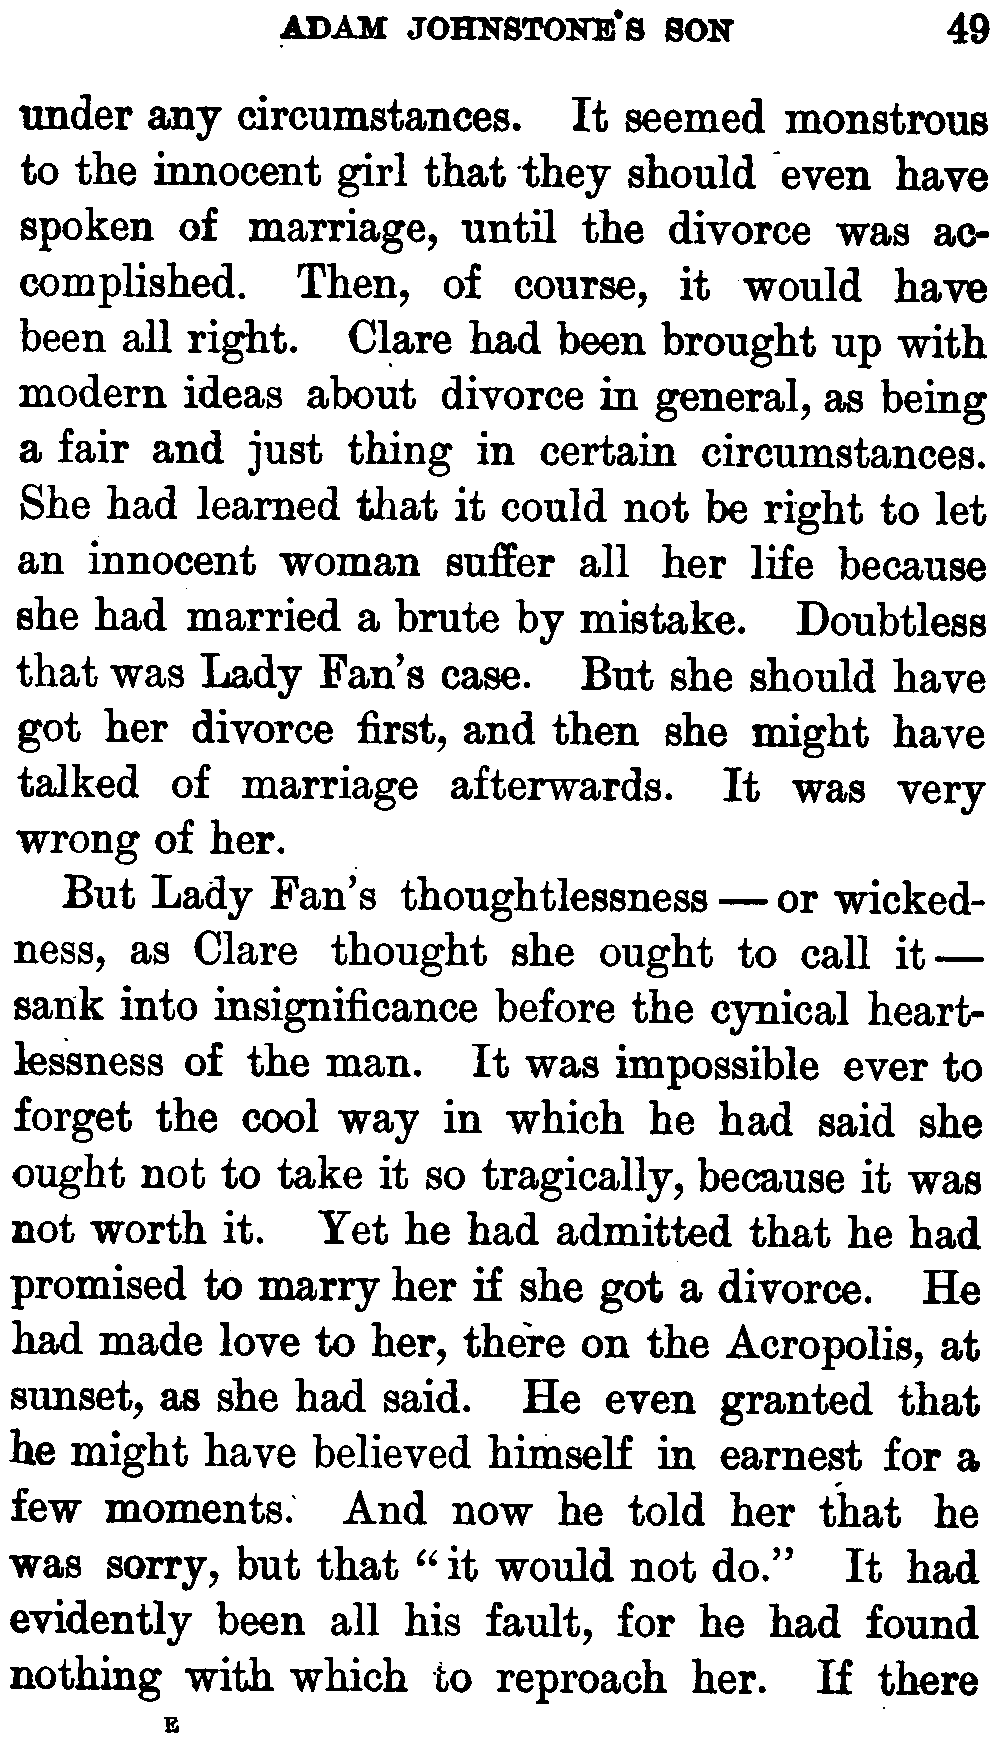 ADAM JOHNSTONE'S SON 49
under any circumstances. It seemed monstrous
to the innocent girl that they should even have
spoken of marriage, until the divorce was ac-
complished. Then, of course, it would have
been all right. Clare had been brought up with
modern ideas about divorce in general, as being
a fair and just thing in certain circumstances.
She had learned that it could not be right to let
an innocent woman suffer all her life because
she had married a brute by mistake. Doubtless
that was Lady Fan's case. But she should have
got her divorce first, and then she might have
talked of marriage afterwards. It was very
wrong of her.
But Lady Fan's thoughtlessness — or wicked-
ness, as Clare thought she ought to call it —
sank into insignificance before the cynical heart-
lessness of the man. It was impossible ever to
forget the cool way in which he had said she
ought not to take it so tragically, because it was
not worth it. Yet he had admitted that he had
promised to marry her if she got a divorce. He
had made love to her, there on the Acropolis, at
sunset, as she had said. He even granted that
he might have believed himself in earnest for a
few moments. And now he told her that he
was sorry, but that "it would not do." It had
evidently been all his fault, for he had found
nothing with which to reproach her. If there
E